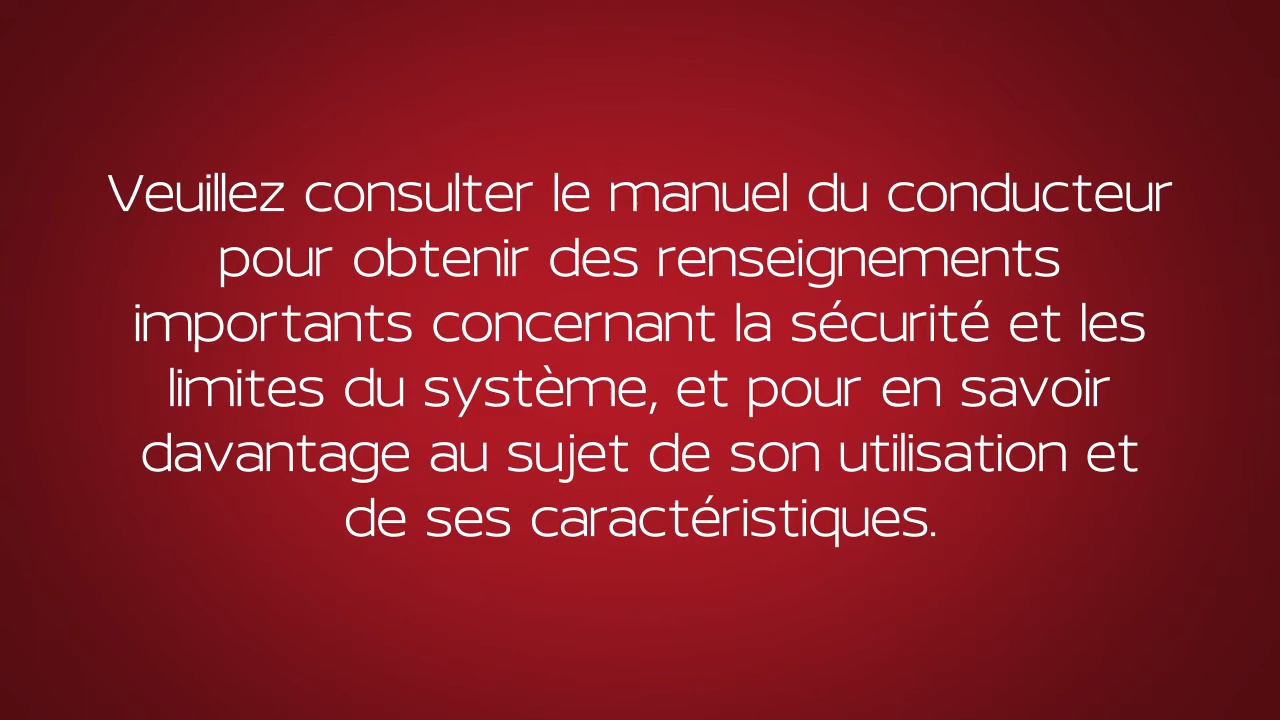 Veuillez consulter le manuel du conducteur
pour obtenir des renseignements
importants concernant la sécurité et les
limites du système, et pour en savoir
davantage au sujet de son utilisation et
de ses caractéristiques.